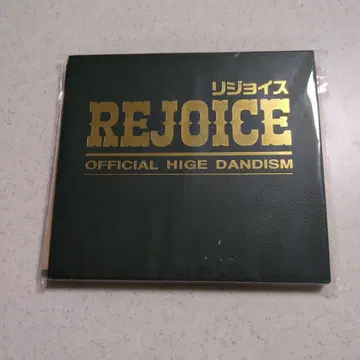 リジョイス
REJOICE
OFFICIAL HIGE DANDISM